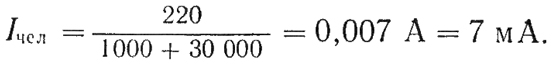 I_чел = 220 / (1000 + 30 000) = 0,007 А = 7 мА.